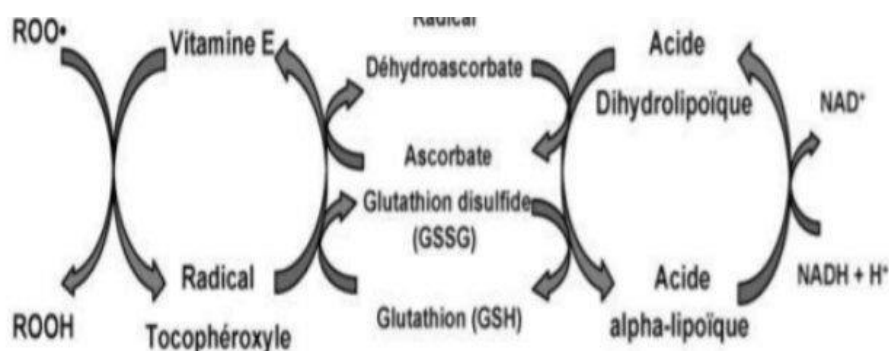 Radical
ROO•
Vitamine E
Déhydroascorbate
Acide
Dihydrolipoïque
NAD⁺
Ascorbate
Glutathion disulfide
(GSSG)
Radical
Tocophéroxyle
ROOH
Glutathion (GSH)
Acide
alpha-lipoïque
NADH + H⁺